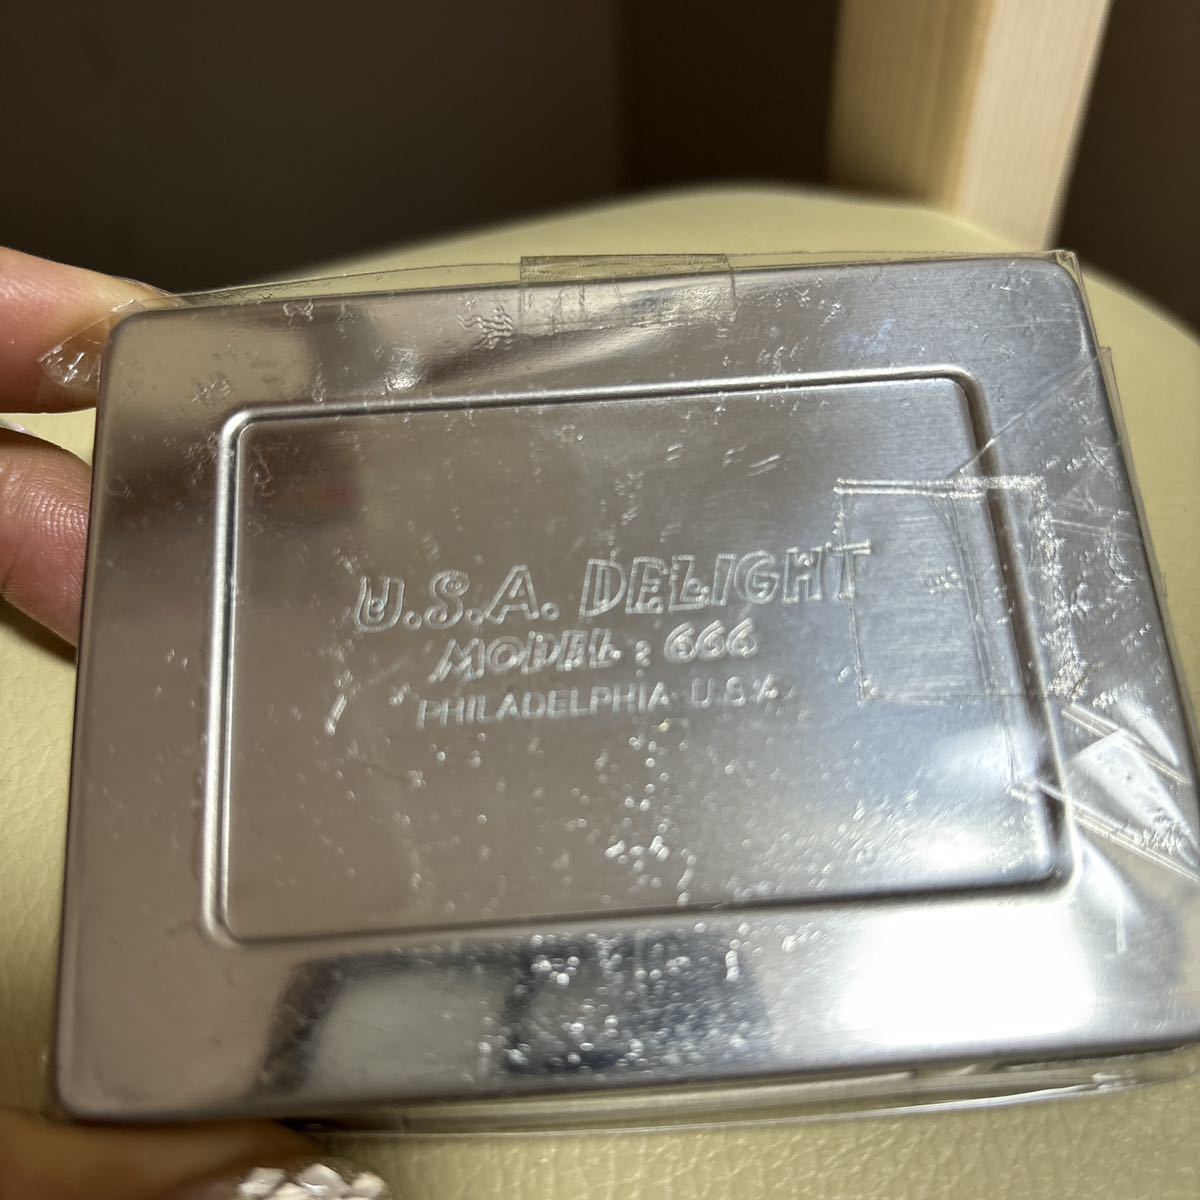 U.S.A. DELIGHT
MODEL : 666
PHILADELPHIA U.S.A.